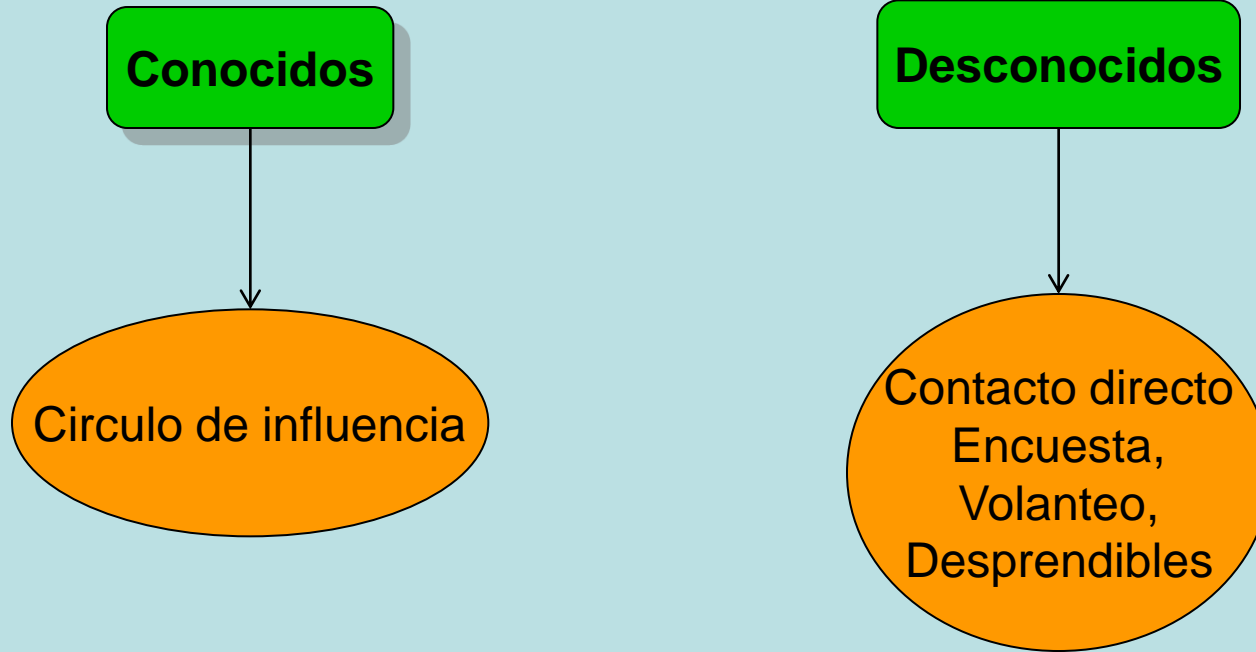 Conocidos
Desconocidos
Circulo de influencia
Contacto directo
Encuesta,
Volanteo,
Desprendibles